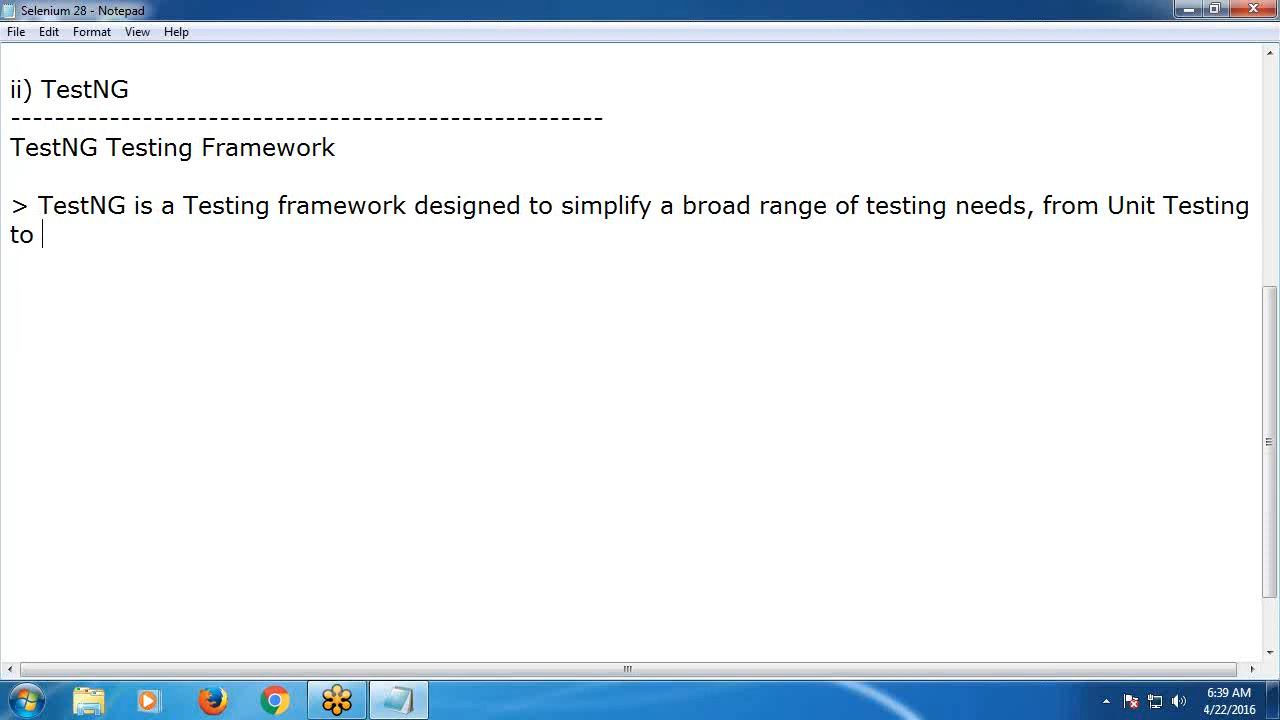 Selenium 28 - Notepad
File Edit Format View Help
ii) TestNG
------------------------------------------------------
TestNG Testing Framework
> TestNG is a Testing framework designed to simplify a broad range of testing needs, from Unit Testing
to
6:39 AM
4/22/2016